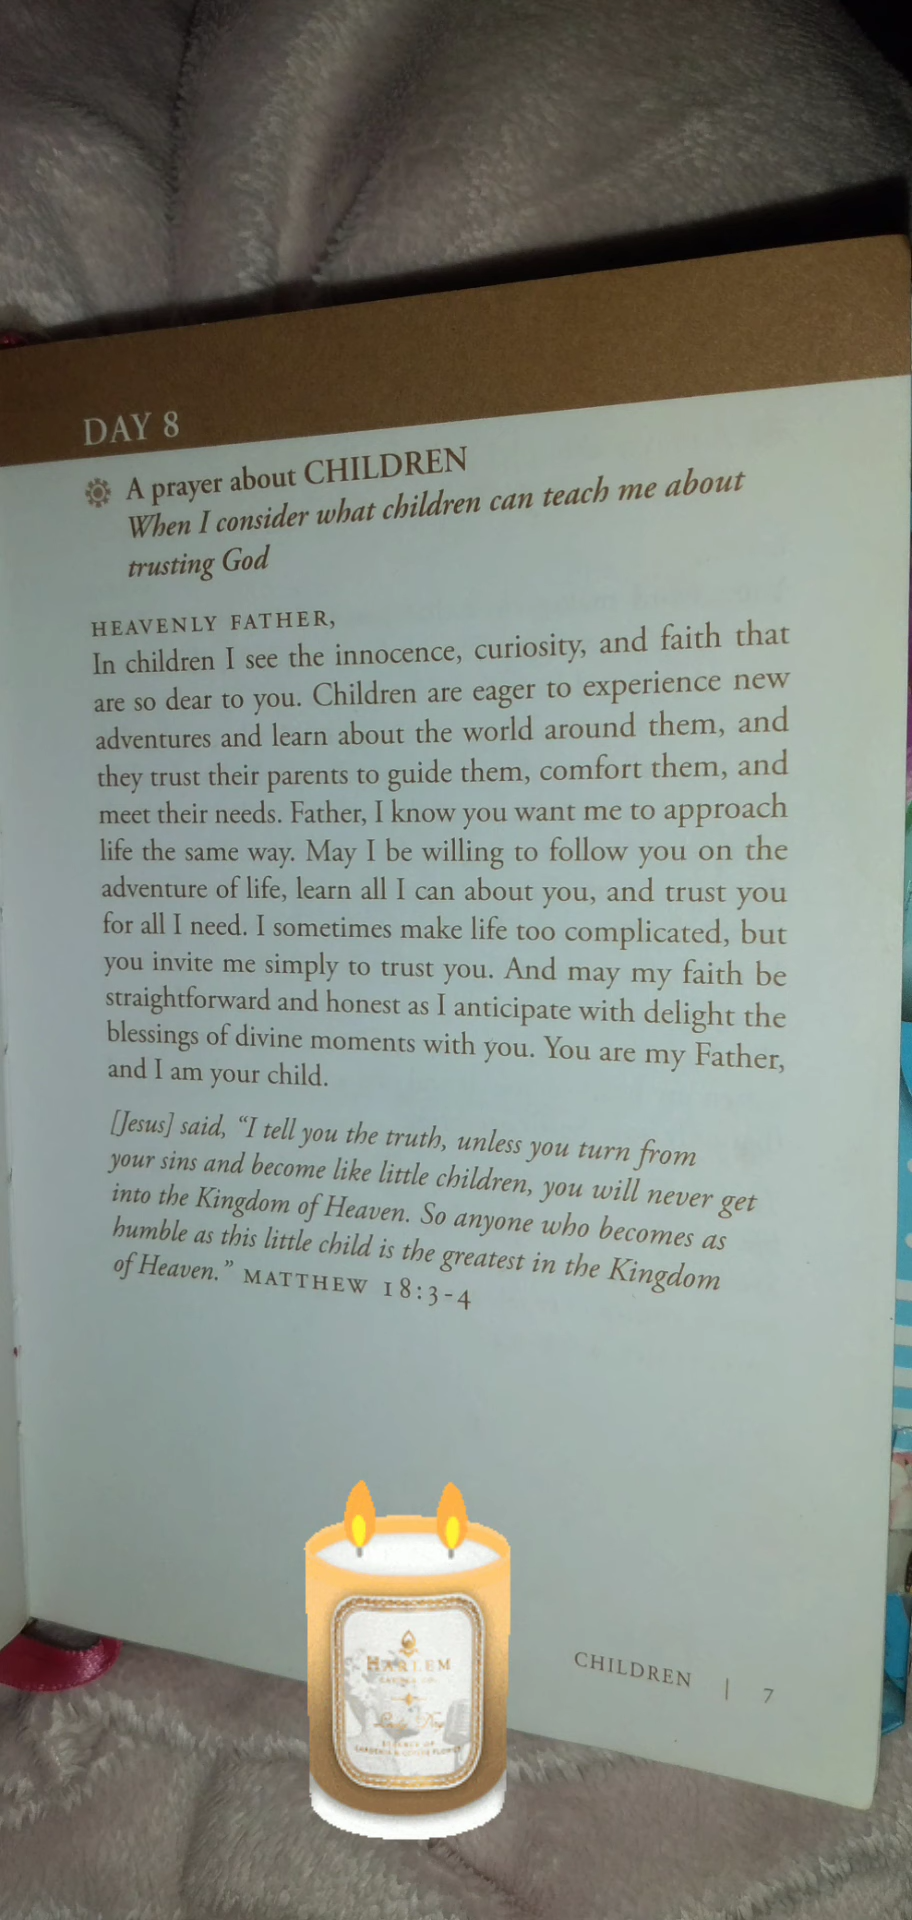 DAY 8
A prayer about CHILDREN
When I consider what children can teach me about
trusting God
HEAVENLY FATHER,
In children I see the innocence, curiosity, and faith that
are so dear to you. Children are eager to experience new
adventures and learn about the world around them, and
they trust their parents to guide them, comfort them, and
meet their needs. Father, I know you want me to approach
life the same way. May I be willing to follow you on the
adventure of life, learn all I can about you, and trust you
for all I need. I sometimes make life too complicated, but
you invite me simply to trust you. And may my faith be
straightforward and honest as I anticipate with delight the
blessings of divine moments with you. You are my Father,
and I am your child.
[Jesus] said, “I tell you the truth, unless you turn from
your sins and become like little children, you will never get
into the Kingdom of Heaven. So anyone who becomes as
humble as this little child is the greatest in the Kingdom
of Heaven.” MATTHEW 18:3-4
HARLEM
CANDLE CO.
Lady Day
ESSENCE OF
CHILDREN | 7